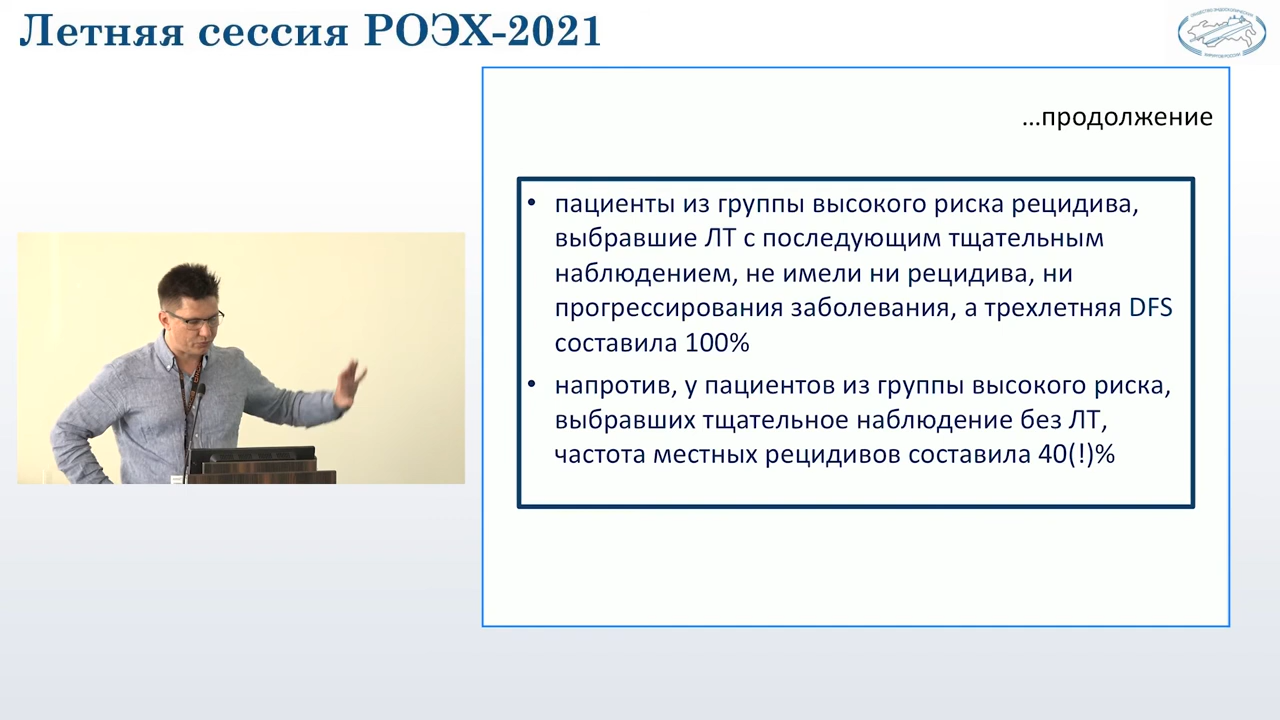 Летняя сессия РОЭХ-2021
...продолжение
• пациенты из группы высокого риска рецидива,
выбравшие ЛТ с последующим тщательным
наблюдением, не имели ни рецидива, ни
прогрессирования заболевания, а трехлетняя DFS
составила 100%
• напротив, у пациентов из группы высокого риска,
выбравших тщательное наблюдение без ЛТ,
частота местных рецидивов составила 40(!)%